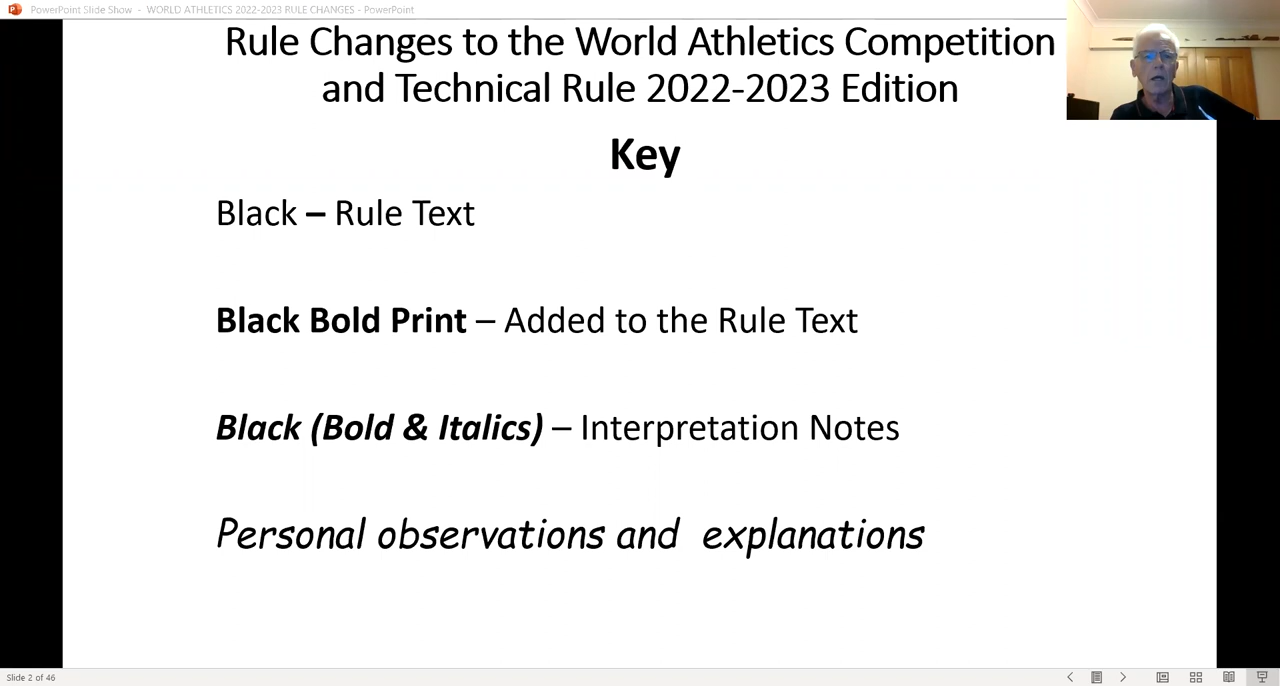 PowerPoint Slide Show - WORLD ATHLETICS 2022-2023 RULE CHANGES - PowerPoint
Rule Changes to the World Athletics Competition
and Technical Rule 2022-2023 Edition
Key
Black – Rule Text
Black Bold Print – Added to the Rule Text
Black (Bold & Italics) – Interpretation Notes
Personal observations and explanations
Slide 2 of 46